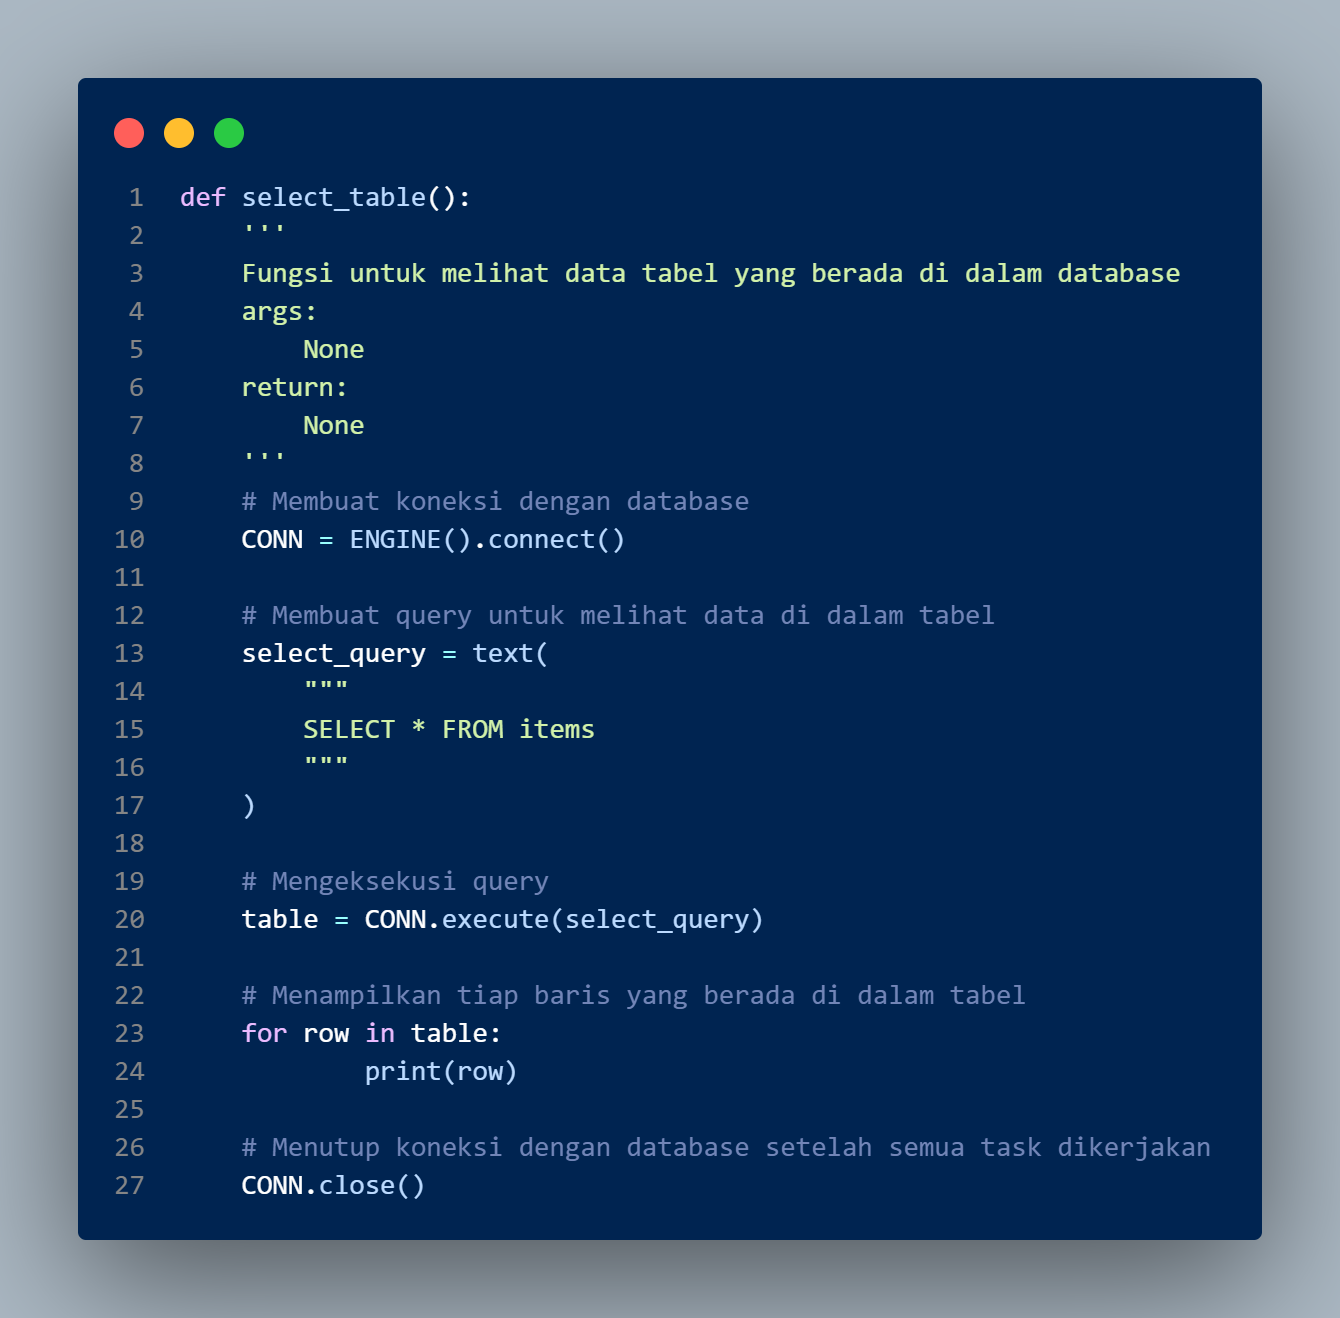 1 def select_table():
2     '''
3     Fungsi untuk melihat data tabel yang berada di dalam database
4     args:
5         None
6     return:
7         None
8     '''
9     # Membuat koneksi dengan database
10     CONN = ENGINE().connect()
11
12     # Membuat query untuk melihat data di dalam tabel
13     select_query = text(
14         """
15         SELECT * FROM items
16         """
17     )
18
19     # Mengeksekusi query
20     table = CONN.execute(select_query)
21
22     # Menampilkan tiap baris yang berada di dalam tabel
23     for row in table:
24             print(row)
25
26     # Menutup koneksi dengan database setelah semua task dikerjakan
27     CONN.close()